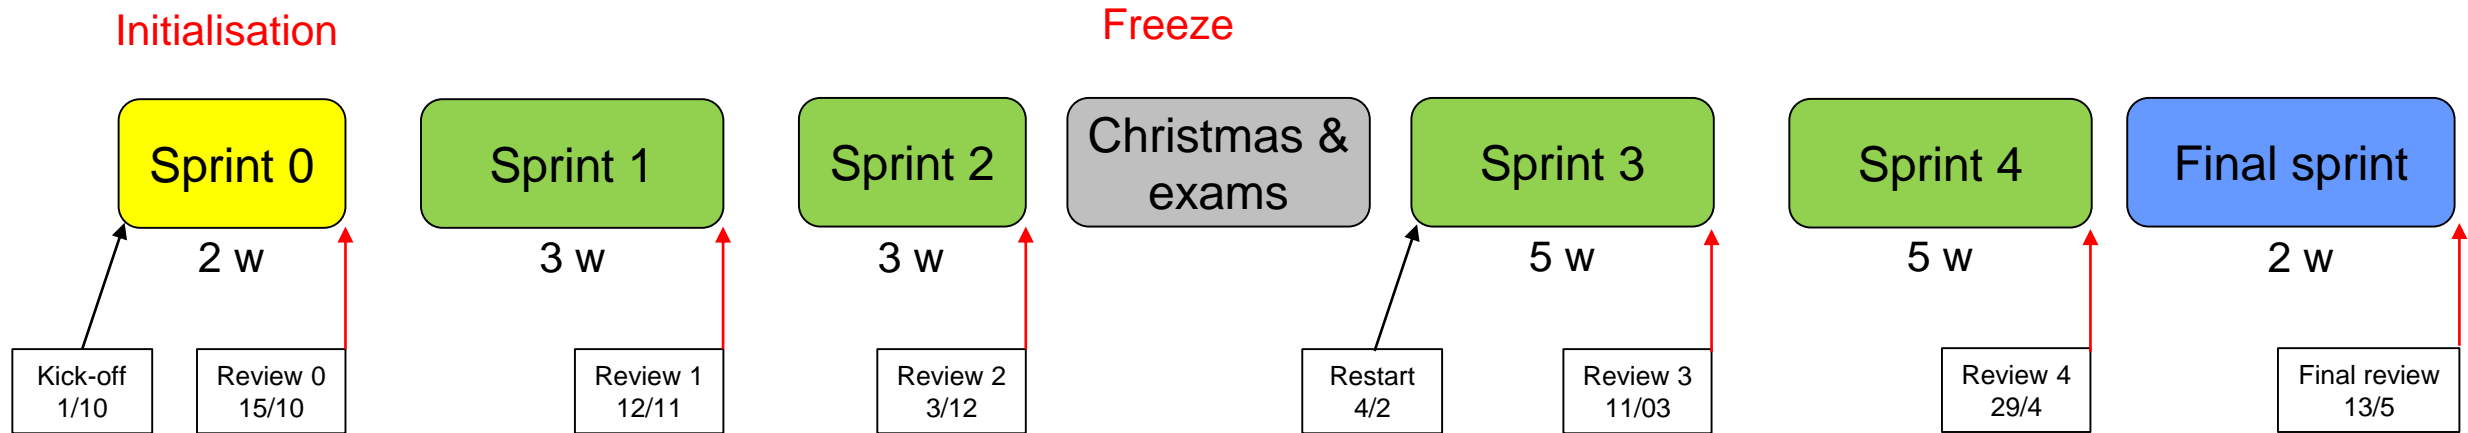 Initialisation
Freeze
Sprint 0
Sprint 1
Sprint 2
Christmas &
exams
Sprint 3
Sprint 4
Final sprint
2 w
3 w
3 w
5 w
5 w
2 w
Kick-off
1/10
Review 0
15/10
Review 1
12/11
Review 2
3/12
Restart
4/2
Review 3
11/03
Review 4
29/4
Final review
13/5